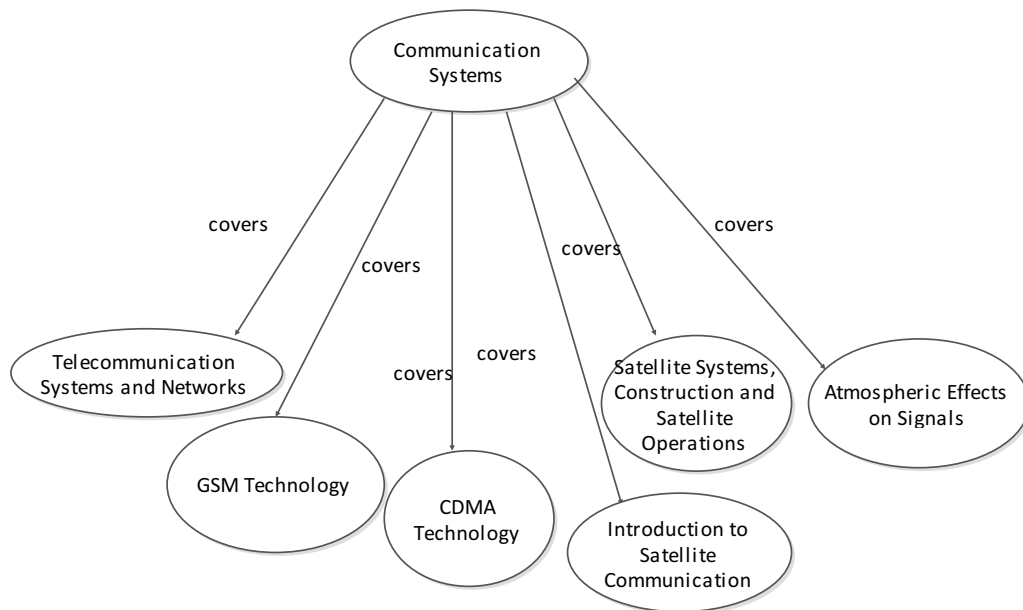 Communication
Systems
covers
covers
covers
covers
covers
covers
Telecommunication
Systems and Networks
GSM Technology
CDMA
Technology
Introduction to
Satellite
Communication
Satellite Systems,
Construction and
Satellite
Operations
Atmospheric Effects
on Signals